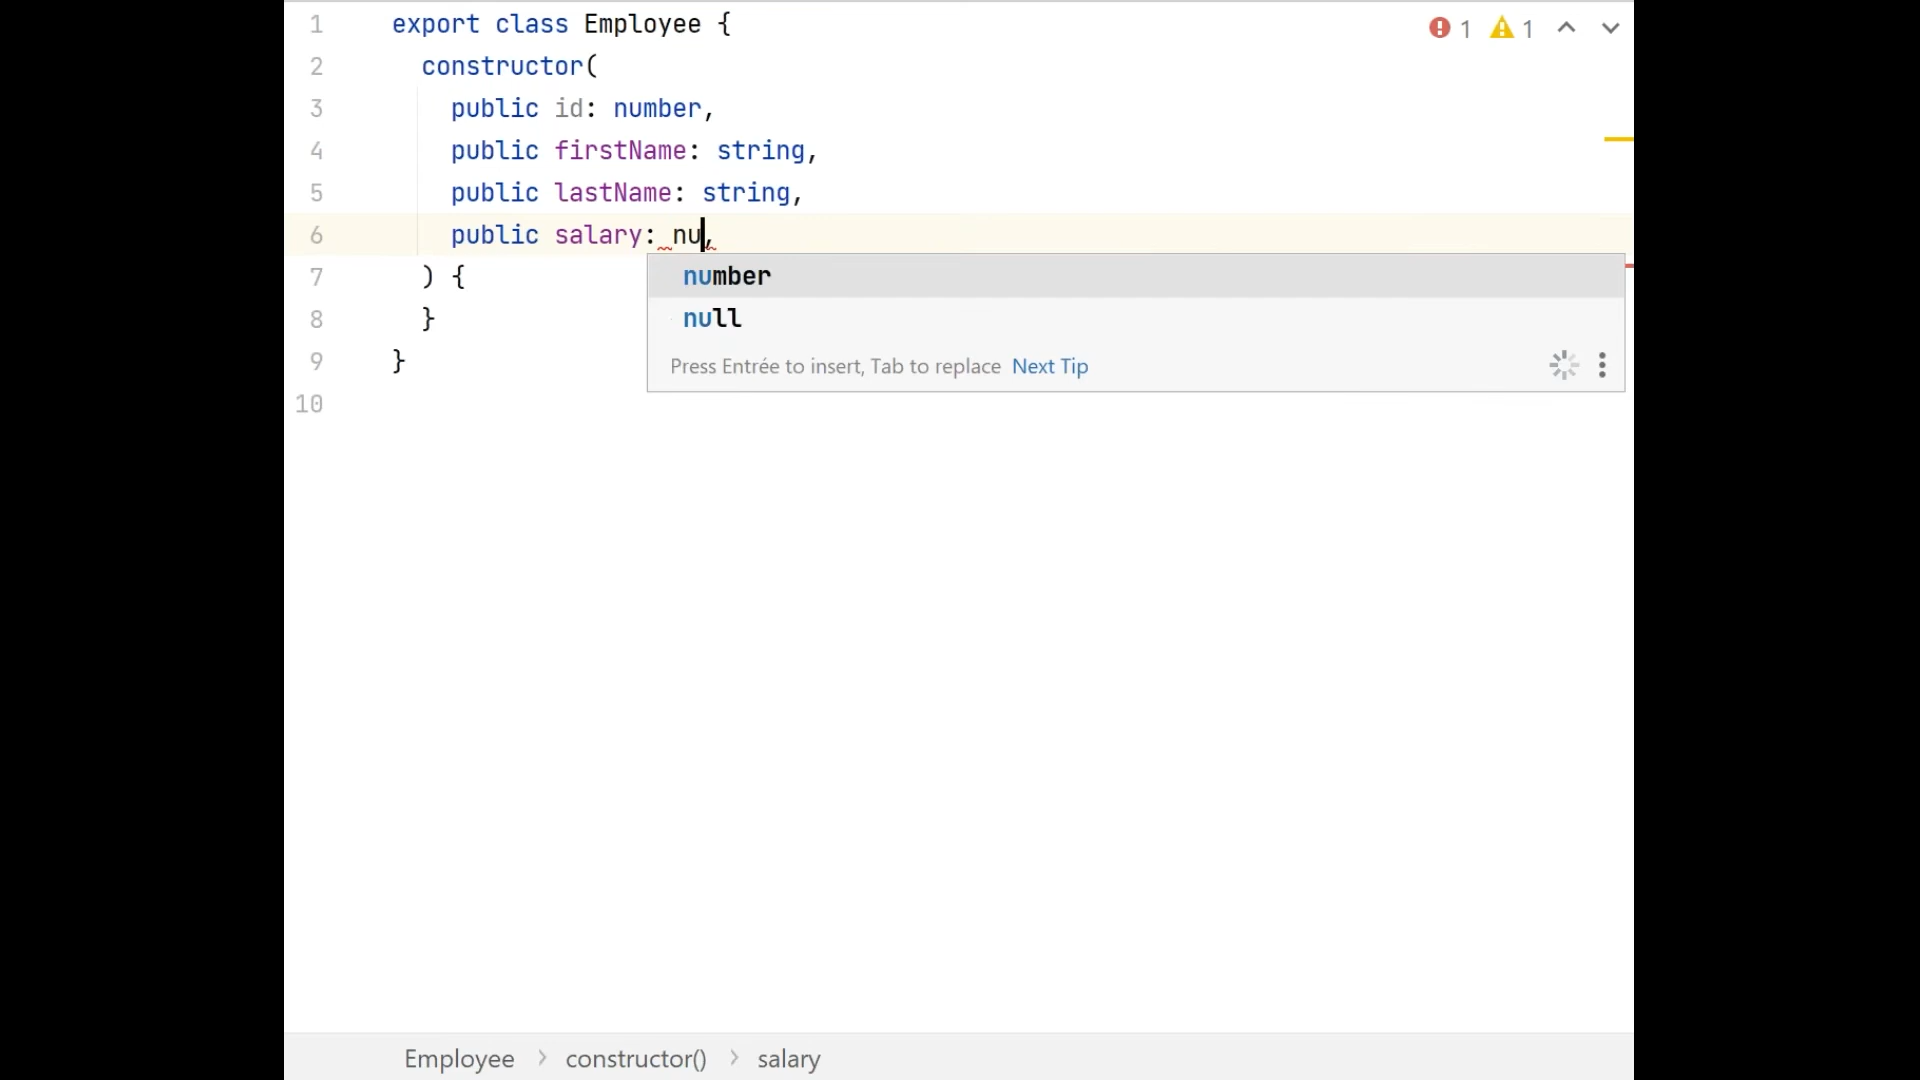 1 export class Employee {
2 constructor(
3 public id: number,
4 public firstName: string,
5 public lastName: string,
6 public salary: nu,
7 ) {
8 }
9 }
10
1 1
number
null
Press Entrée to insert, Tab to replace Next Tip
Employee > constructor() > salary